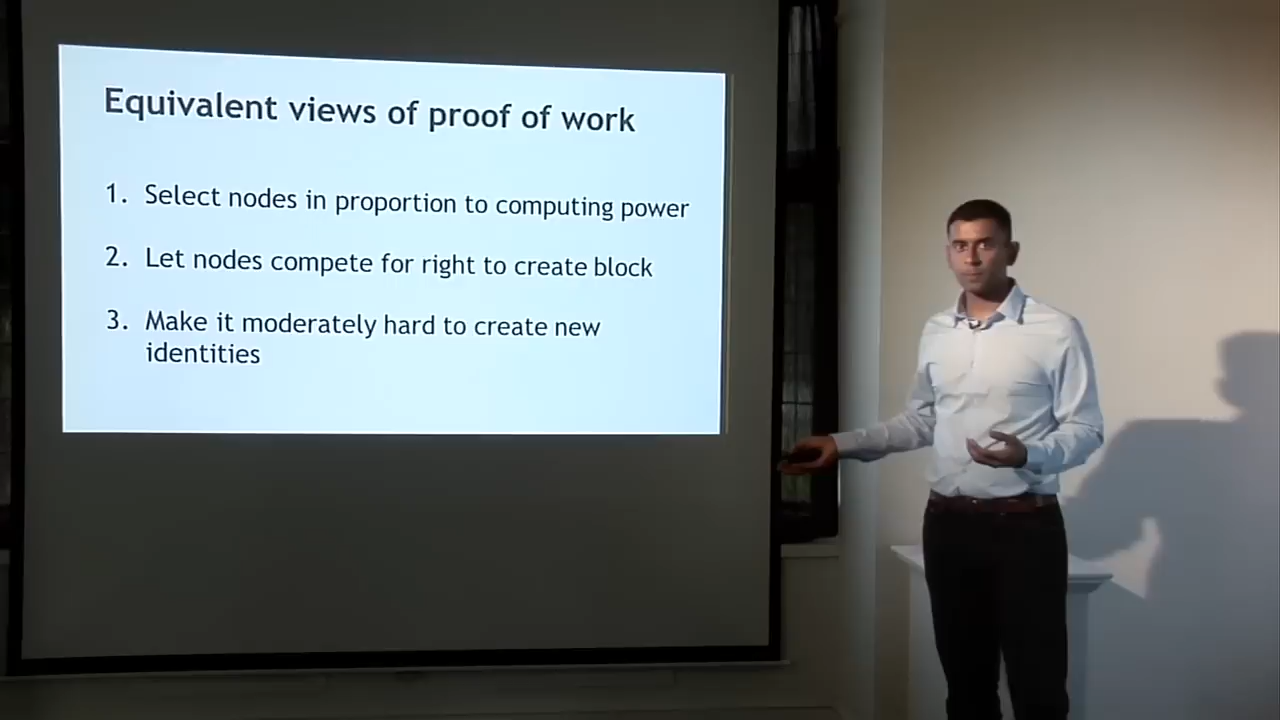 Equivalent views of proof of work
1. Select nodes in proportion to computing power
2. Let nodes compete for right to create block
3. Make it moderately hard to create new
identities